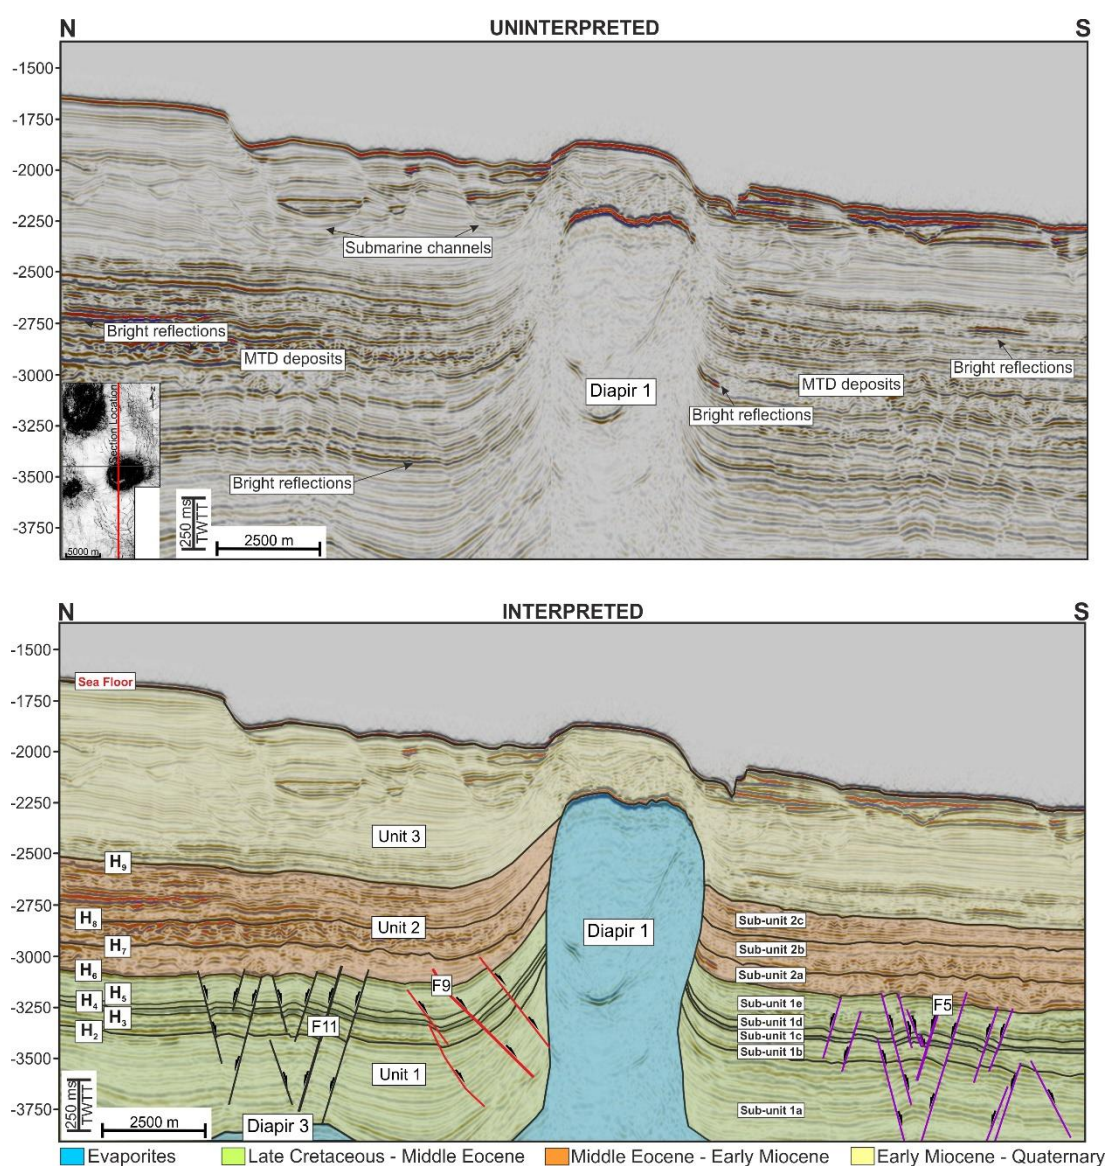 N UNINTERPRETED S
-1500
-1750
-2000
-2250
-2500
-2750
-3000
-3250
-3500
-3750
Submarine channels
Bright reflections
MTD deposits
Bright reflections
Diapir 1
MTD deposits
Bright reflections
Bright reflections
Section Location
N
5000 m
250 ms
TWTT
2500 m
N INTERPRETED S
-1500
-1750
-2000
-2250
-2500
-2750
-3000
-3250
-3500
-3750
Sea Floor
Unit 3
H9
H8
Unit 2
H7
H6
H5
H4
H3
H2
F9
F11
Unit 1
Diapir 1
Diapir 3
Sub-unit 2c
Sub-unit 2b
Sub-unit 2a
Sub-unit 1e
Sub-unit 1d
Sub-unit 1c
Sub-unit 1b
Sub-unit 1a
F5
250 ms
TWTT
2500 m
Evaporites Late Cretaceous - Middle Eocene Middle Eocene - Early Miocene Early Miocene - Quaternary